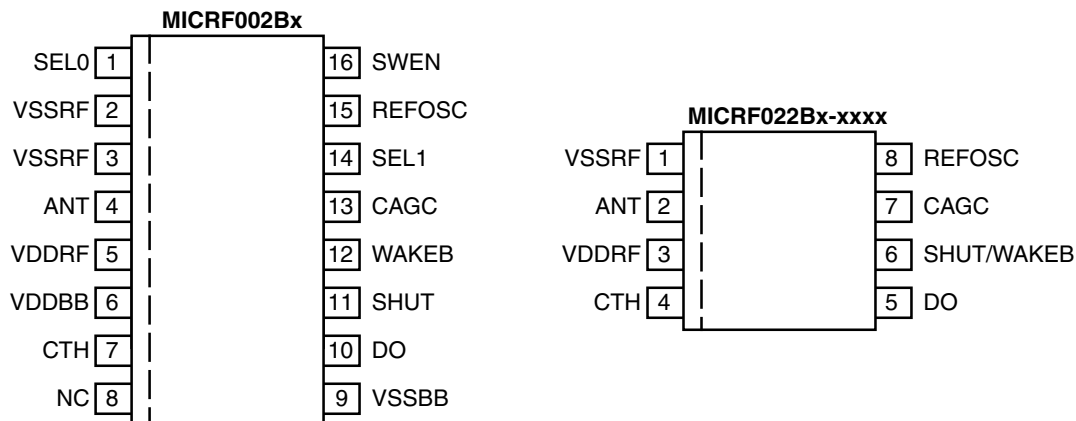 MICRF002Bx
SEL0 1
16 SWEN
VSSRF 2
15 REFOSC
VSSRF 3
14 SEL1
ANT 4
13 CAGC
VDDRF 5
12 WAKEB
VDDBB 6
11 SHUT
CTH 7
10 DO
NC 8
9 VSSBB
MICRF022Bx-xxxx
VSSRF 1
8 REFOSC
ANT 2
7 CAGC
VDDRF 3
6 SHUT/WAKEB
CTH 4
5 DO